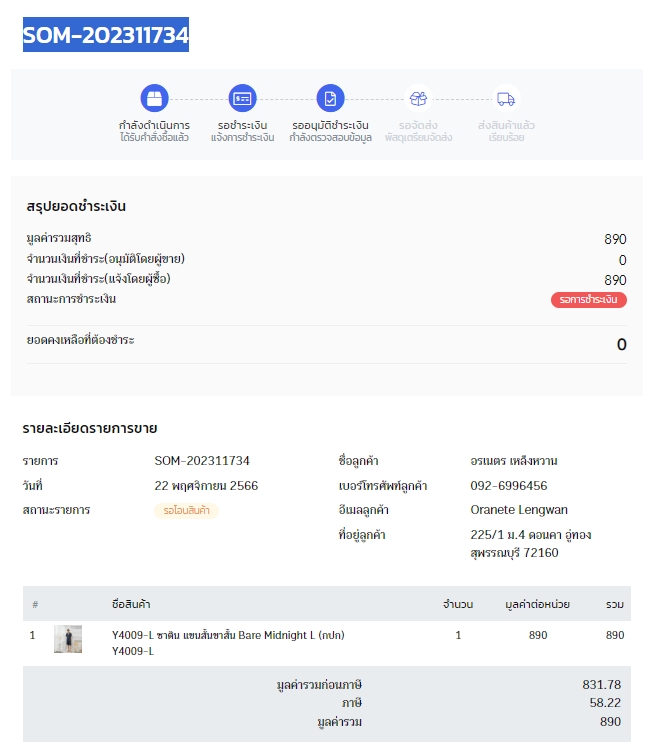 SOM-202311734
กำลังดำเนินการ
ได้รับคำสั่งซื้อแล้ว
รอชำระเงิน
แจ้งการชำระเงิน
รออนุมัติชำระเงิน
กำลังตรวจสอบข้อมูล
รอจัดส่ง
พัสดุเตรียมจัดส่ง
ส่งสินค้าแล้ว
เรียบร้อย
สรุปยอดชำระเงิน
มูลค่ารวมสุทธิ 890
จำนวนเงินที่ชำระ(อนุมัติโดยผู้ขาย) 0
จำนวนเงินที่ชำระ(แจ้งโดยผู้ซื้อ) 890
สถานะการชำระเงิน รอการชำระเงิน
ยอดคงเหลือที่ต้องชำระ 0
รายละเอียดรายการขาย
รายการ SOM-202311734
วันที่ 22 พฤศจิกายน 2566
สถานะรายการ รอโอนสินค้า
ชื่อลูกค้า อรเนตร เหล็งหวาน
เบอร์โทรศัพท์ลูกค้า 092-6996456
อีเมลลูกค้า Oranete Lengwan
ที่อยู่ลูกค้า 225/1 ม.4 ดอนคา อู่ทอง
สุพรรณบุรี 72160
# ชื่อสินค้า จำนวน มูลค่าต่อหน่วย รวม
1 Y4009-L ซาติน แขนสั้นขาสั้น Bare Midnight L (กปก) 1 890 890
Y4009-L
มูลค่ารวมก่อนภาษี 831.78
ภาษี 58.22
มูลค่ารวม 890